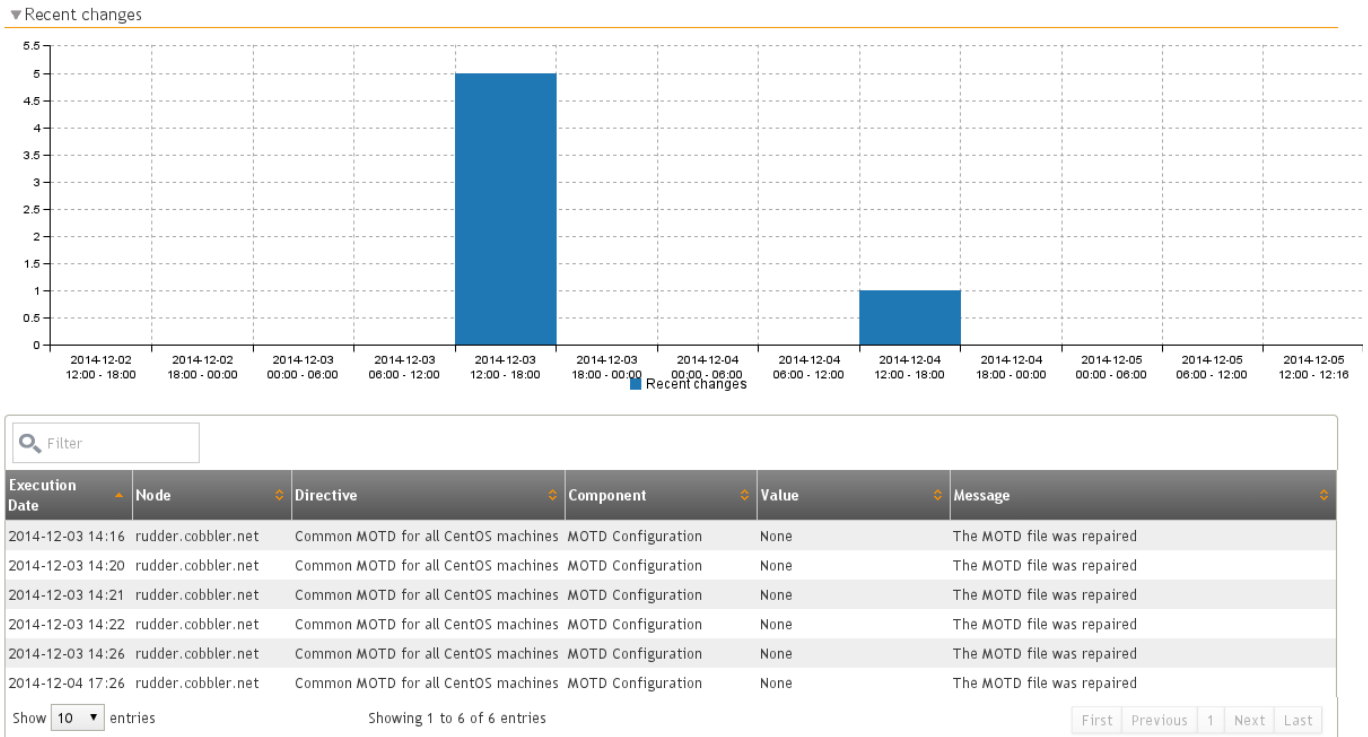 Recent changes
5.5
5
4.5
4
3.5
3
2.5
2
1.5
1
0.5
0
2014-12-02 2014-12-02 2014-12-03 2014-12-03 2014-12-03 2014-12-03 2014-12-04 2014-12-04 2014-12-04 2014-12-04 2014-12-05 2014-12-05 2014-12-05
12:00 - 18:00 18:00 - 00:00 00:00 - 06:00 06:00 - 12:00 12:00 - 18:00 18:00 - 00:00 00:00 - 06:00 06:00 - 12:00 12:00 - 18:00 18:00 - 00:00 00:00 - 06:00 06:00 - 12:00 12:00 - 12:16
Recent changes
Filter
Execution Date Node Directive Component Value Message
2014-12-03 14:16 rudder.cobbler.net Common MOTD for all CentOS machines MOTD Configuration None The MOTD file was repaired
2014-12-03 14:20 rudder.cobbler.net Common MOTD for all CentOS machines MOTD Configuration None The MOTD file was repaired
2014-12-03 14:21 rudder.cobbler.net Common MOTD for all CentOS machines MOTD Configuration None The MOTD file was repaired
2014-12-03 14:22 rudder.cobbler.net Common MOTD for all CentOS machines MOTD Configuration None The MOTD file was repaired
2014-12-03 14:26 rudder.cobbler.net Common MOTD for all CentOS machines MOTD Configuration None The MOTD file was repaired
2014-12-04 17:26 rudder.cobbler.net Common MOTD for all CentOS machines MOTD Configuration None The MOTD file was repaired
Show 10 entries Showing 1 to 6 of 6 entries First Previous 1 Next Last